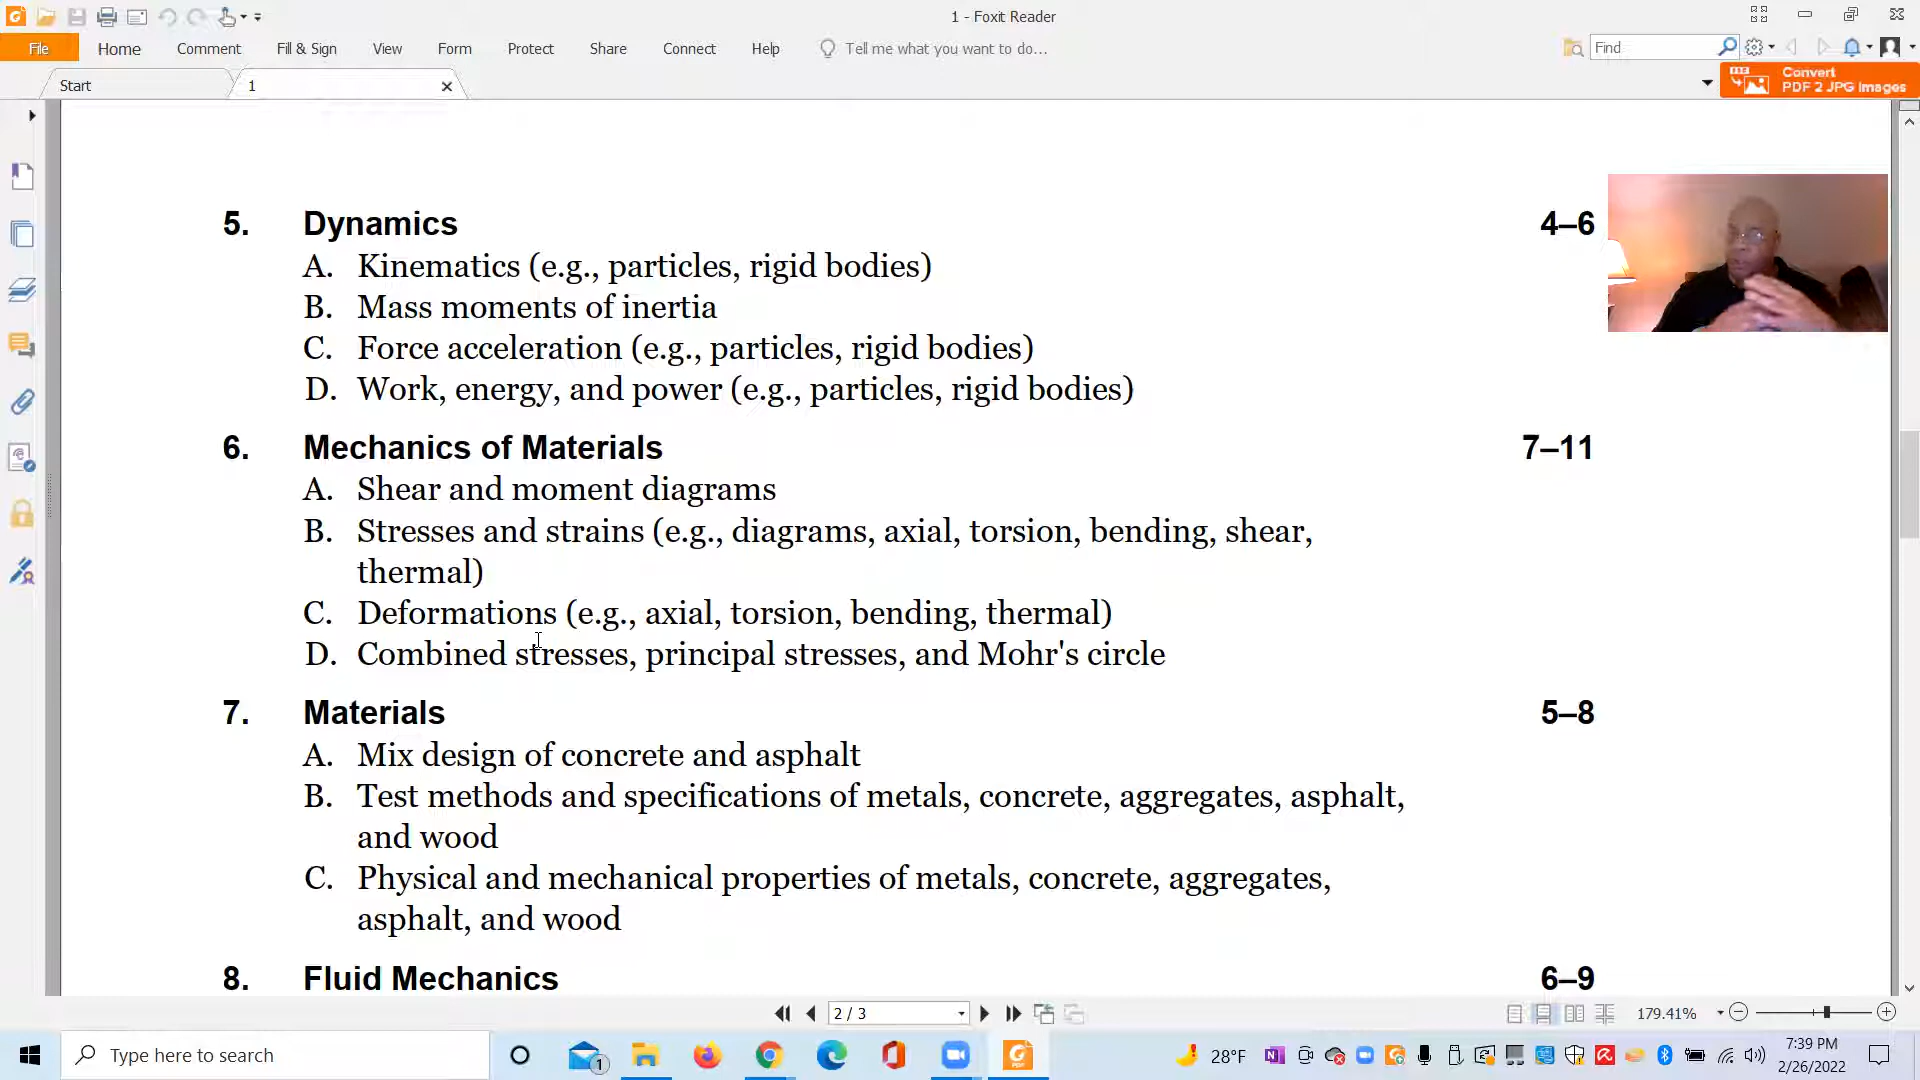 1 - Foxit Reader
File Home Comment Fill & Sign View Form Protect Share Connect Help Tell me what you want to do... Find
Start 1
Convert
PDF 2 JPG Images
5. Dynamics 4–6
A. Kinematics (e.g., particles, rigid bodies)
B. Mass moments of inertia
C. Force acceleration (e.g., particles, rigid bodies)
D. Work, energy, and power (e.g., particles, rigid bodies)
6. Mechanics of Materials 7–11
A. Shear and moment diagrams
B. Stresses and strains (e.g., diagrams, axial, torsion, bending, shear,
thermal)
C. Deformations (e.g., axial, torsion, bending, thermal)
D. Combined stresses, principal stresses, and Mohr's circle
7. Materials 5–8
A. Mix design of concrete and asphalt
B. Test methods and specifications of metals, concrete, aggregates, asphalt,
and wood
C. Physical and mechanical properties of metals, concrete, aggregates,
asphalt, and wood
8. Fluid Mechanics 6–9
2 / 3 179.41%
Type here to search 1 28°F 7:39 PM
2/26/2022